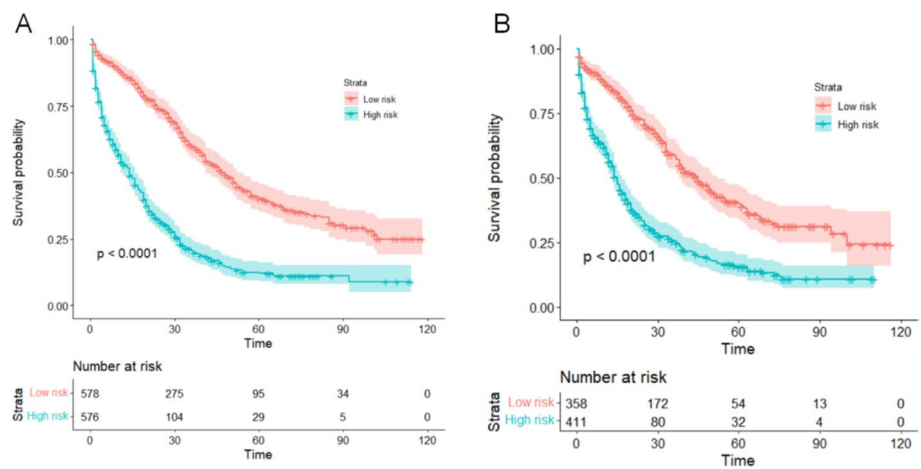 A
1.00
0.75
0.50
0.25
0.00
Survival probability
Strata
Low risk
High risk
p < 0.0001
0 30 60 90 120
Time
Number at risk
Strata
Low risk 578 275 95 34 0
High risk 576 104 29 5 0
0 30 60 90 120
Time
B
1.00
0.75
0.50
0.25
0.00
Survival probability
Strata
Low risk
High risk
p < 0.0001
0 30 60 90 120
Time
Number at risk
Strata
Low risk 358 172 54 13 0
High risk 411 80 32 4 0
0 30 60 90 120
Time